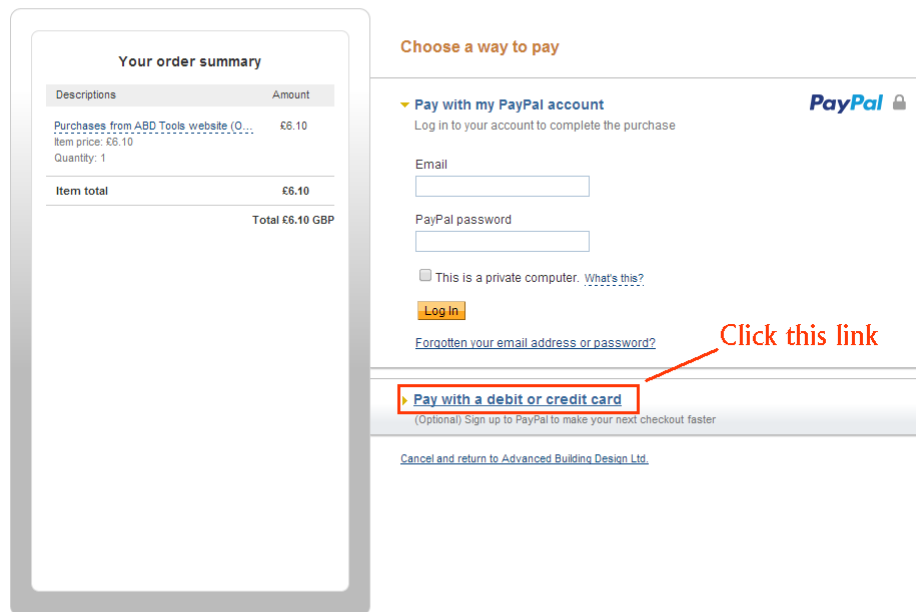 Your order summary
Descriptions Amount
Purchases from ABD Tools website (O... £6.10
Item price: £6.10
Quantity: 1
Item total £6.10
Total £6.10 GBP
Choose a way to pay
Pay with my PayPal account
PayPal
Log in to your account to complete the purchase
Email
PayPal password
This is a private computer. What's this?
Log In
Forgotten your email address or password?
Click this link
Pay with a debit or credit card
(Optional) Sign up to PayPal to make your next checkout faster
Cancel and return to Advanced Building Design Ltd.